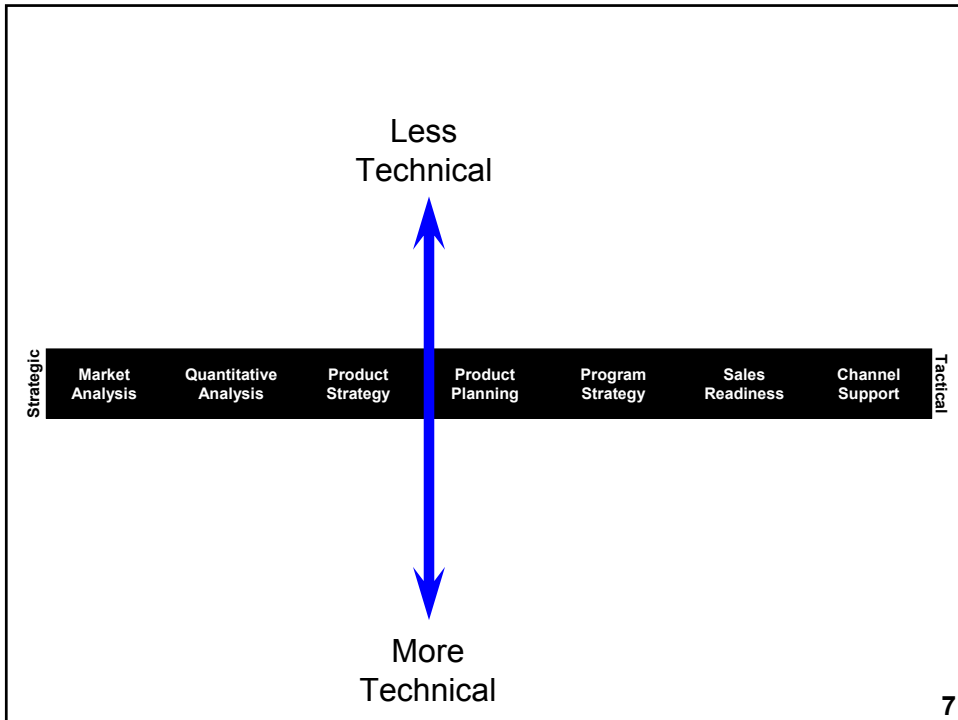 Less
Technical
Strategic
Market
Analysis
Quantitative
Analysis
Product
Strategy
Product
Planning
Program
Strategy
Sales
Readiness
Channel
Support
Tactical
More
Technical
7